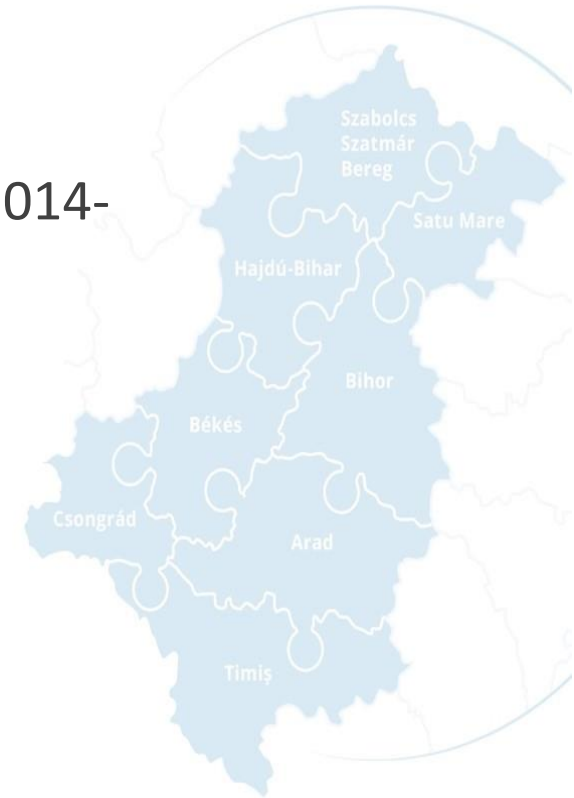 Szabolcs
Szatmár
Bereg
014-
Satu Mare
Hajdú-Bihar
Bihor
Békés
Csongrád
Arad
Timiș